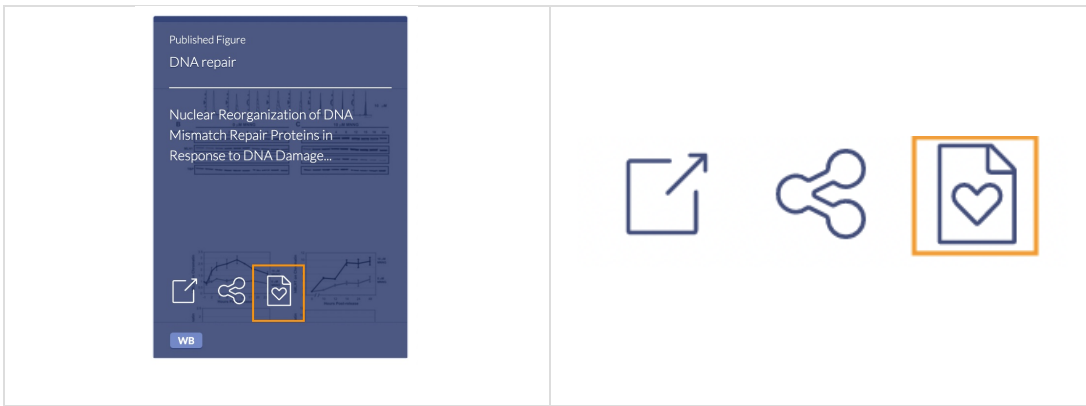 Published Figure
DNA repair
Nuclear Reorganization of DNA
Mismatch Repair Proteins in
Response to DNA Damage...
WB